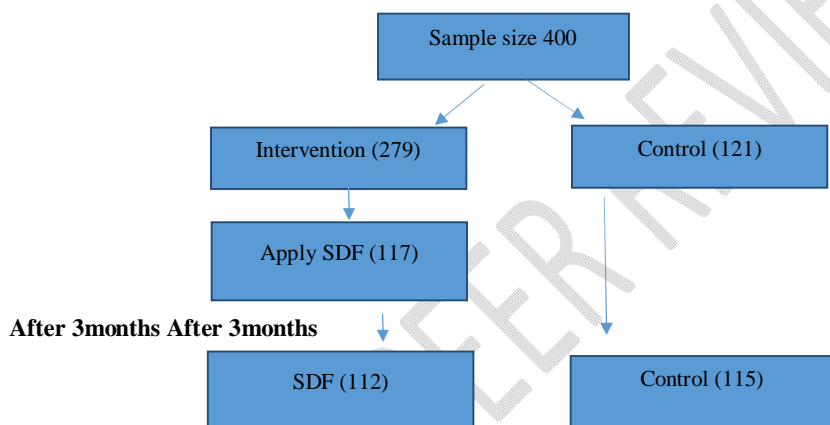 Sample size 400
Intervention (279)
Control (121)
Apply SDF (117)
After 3months After 3months
SDF (112)
Control (115)